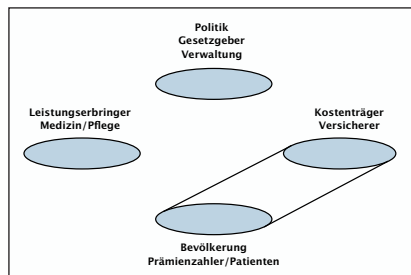 Politik
Gesetzgeber
Verwaltung
Leistungserbringer
Medizin/Pflege
Kostenträger
Versicherer
Bevölkerung
Prämienzahler/Patienten